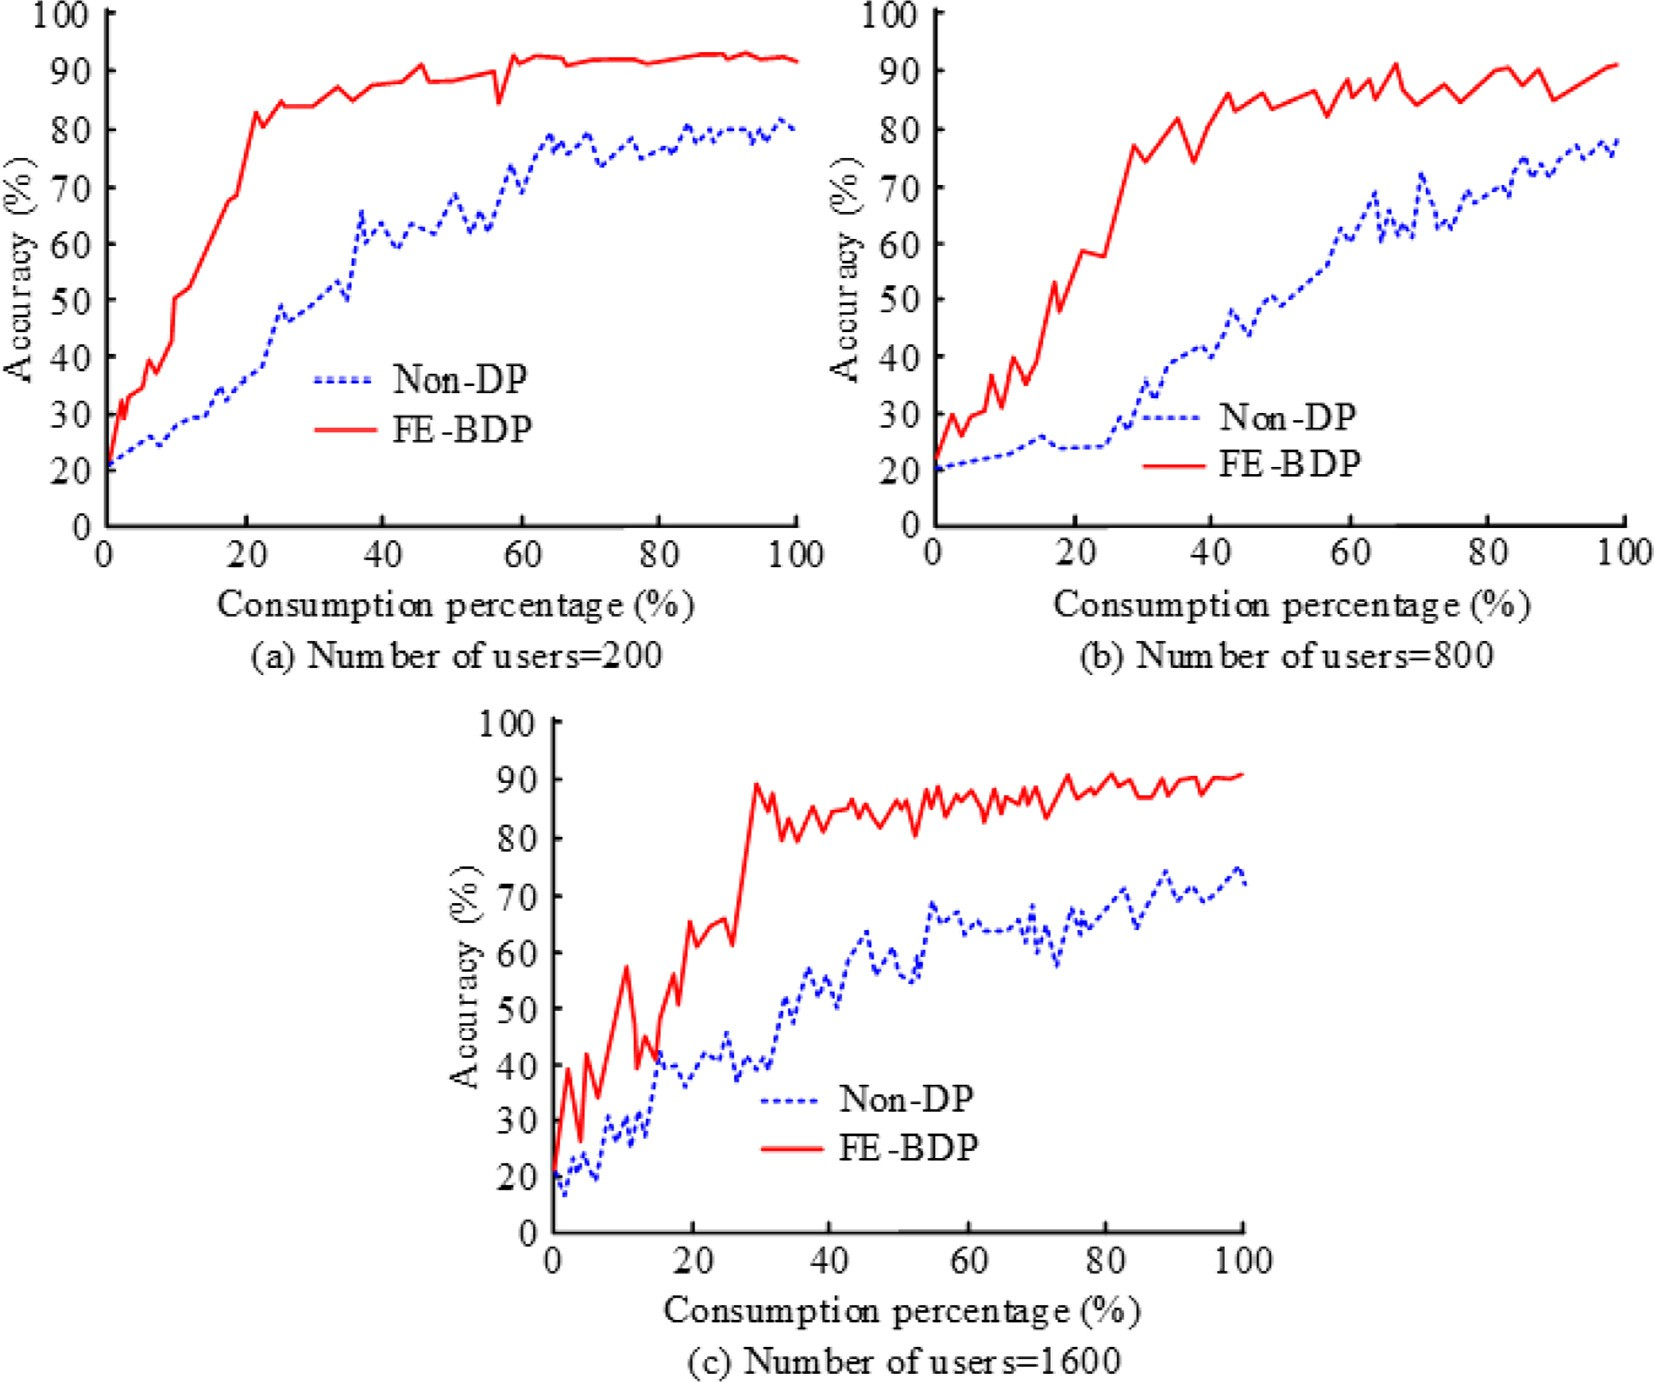 100
90
80
70
60
50
40
30
20
0
Accuracy (%)
Non-DP
FE-BDP
0 20 40 60 80 100
Consumption percentage (%)
(a) Number of users=200
100
90
80
70
60
50
40
30
20
0
Accuracy (%)
Non-DP
FE-BDP
0 20 40 60 80 100
Consumption percentage (%)
(b) Number of users=800
100
90
80
70
60
50
40
30
20
0
Accuracy (%)
Non-DP
FE-BDP
0 20 40 60 80 100
Consumption percentage (%)
(c) Number of users=1600